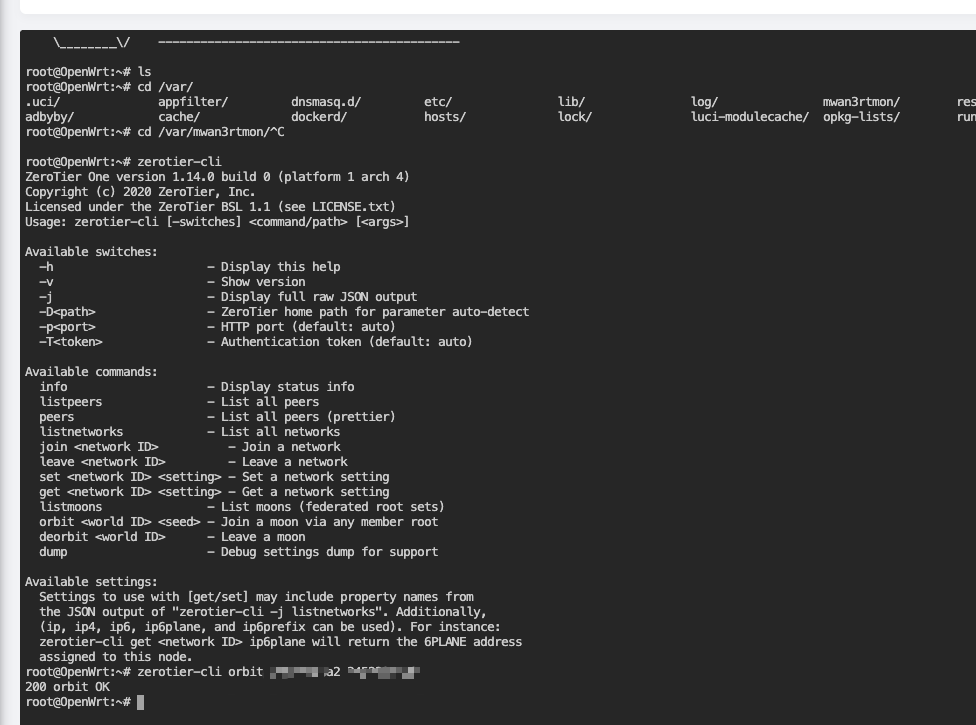 \________\/    -------------------------------------------
root@OpenWrt:~# ls
root@OpenWrt:~# cd /var/
.uci/ appfilter/ dnsmasq.d/ etc/ lib/ log/ mwan3rtmon/ res
adbyby/ cache/ dockerd/ hosts/ lock/ luci-modulecache/ opkg-lists/ run
root@OpenWrt:~# cd /var/mwan3rtmon/^C
root@OpenWrt:~# zerotier-cli
ZeroTier One version 1.14.0 build 0 (platform 1 arch 4)
Copyright (c) 2020 ZeroTier, Inc.
Licensed under the ZeroTier BSL 1.1 (see LICENSE.txt)
Usage: zerotier-cli [-switches] <command/path> [<args>]
Available switches:
-h - Display this help
-v - Show version
-j - Display full raw JSON output
-D<path> - ZeroTier home path for parameter auto-detect
-p<port> - HTTP port (default: auto)
-T<token> - Authentication token (default: auto)
Available commands:
info - Display status info
listpeers - List all peers
peers - List all peers (prettier)
listnetworks - List all networks
join <network ID> - Join a network
leave <network ID> - Leave a network
set <network ID> <setting> - Set a network setting
get <network ID> <setting> - Get a network setting
listmoons - List moons (federated root sets)
orbit <world ID> <seed> - Join a moon via any member root
deorbit <world ID> - Leave a moon
dump - Debug settings dump for support
Available settings:
Settings to use with [get/set] may include property names from
the JSON output of "zerotier-cli -j listnetworks". Additionally,
(ip, ip4, ip6, ip6plane, and ip6prefix can be used). For instance:
zerotier-cli get <network ID> ip6plane will return the 6PLANE address
assigned to this node.
root@OpenWrt:~# zerotier-cli orbit
200 orbit OK
root@OpenWrt:~#